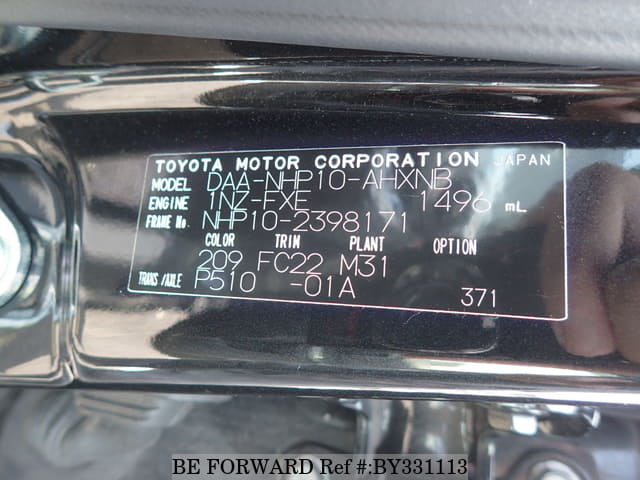 TOYOTA MOTOR CORPORATION JAPAN
MODEL DAA-NHP10-AHXNB
ENGINE 1NZ-FXE 1496 mL
FRAME No NHP10-2398171
COLOR TRIM PLANT OPTION
209 FC22 M31
TRANS/AXLE P510 -01A 371
BE FORWARD Ref #:BY331113